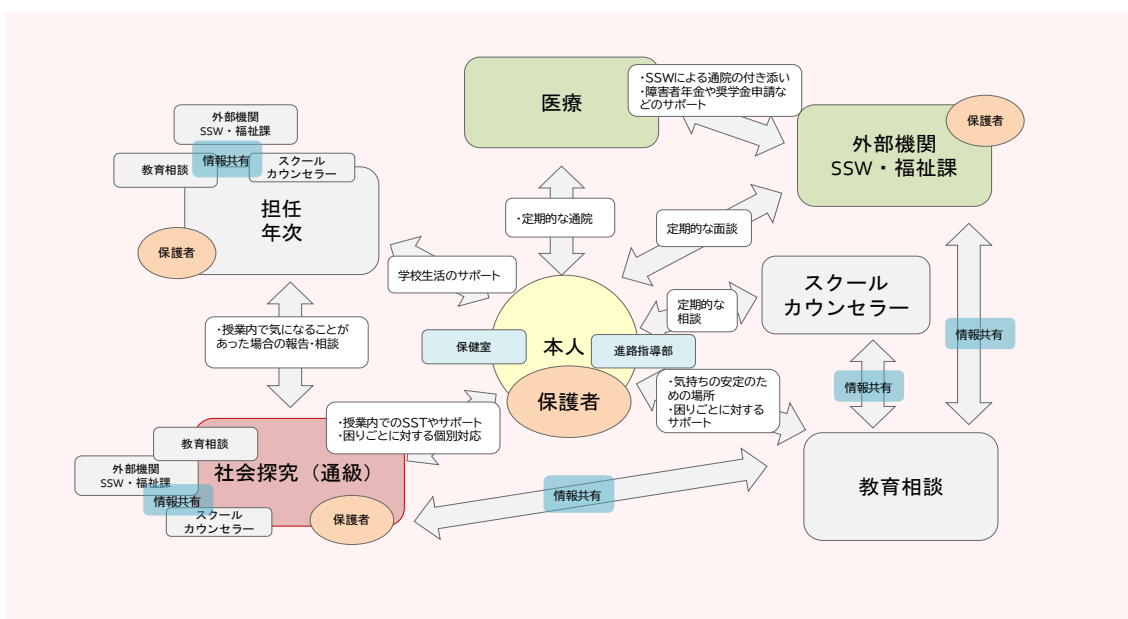 医療
・SSWによる通院の付き添い
・障害者年金や奨学金申請な
どのサポート
保護者
外部機関
SSW・福祉課
外部機関
SSW・福祉課
情報共有
教育相談
スクール
カウンセラー
担任
年次
保護者
・定期的な通院
定期的な面談
学校生活のサポート
スクール
カウンセラー
定期的な
相談
・授業内で気になることが
あった場合の報告・相談
保健室
本人
進路指導部
保護者
情報共有
情報共有
・気持ちの安定のた
めの場所
・困りごとに対する
サポート
・授業内でのSSTやサポート
・困りごとに対する個別対応
教育相談
外部機関
SSW・福祉課
情報共有
スクール
カウンセラー
社会探究（通級）
保護者
情報共有
教育相談